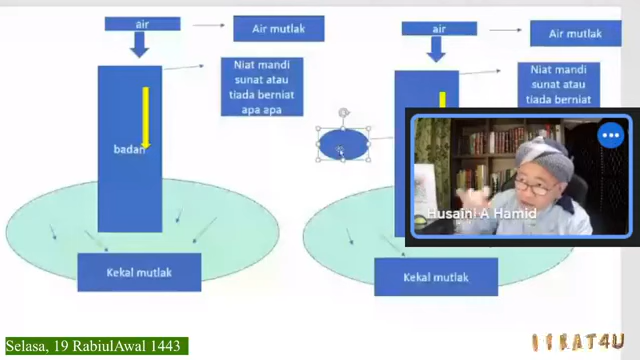 air
Air mutlak
Niat mandi
sunat atau
tiada berniat
apa apa
badan
Kekal mutlak
air
Air mutlak
Niat mandi
sunat atau
tiada berniat
Kekal mutlak
Husaini A Hamid
Selasa, 19 RabiulAwal 1443